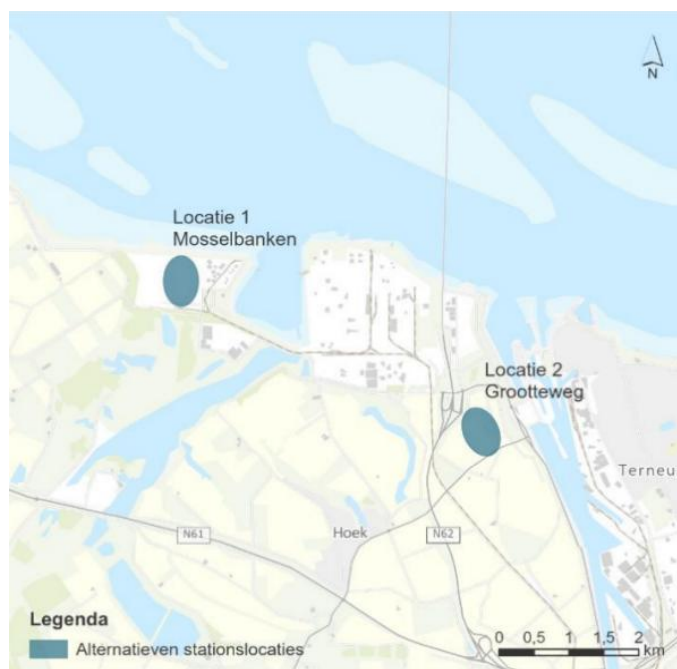 N
Locatie 1
Mosselbanken
Locatie 2
Grootteweg
Terneu
N61
Hoek
N62
Legenda
Alternatieven stationslocaties
0 0,5 1 1,5 2
km